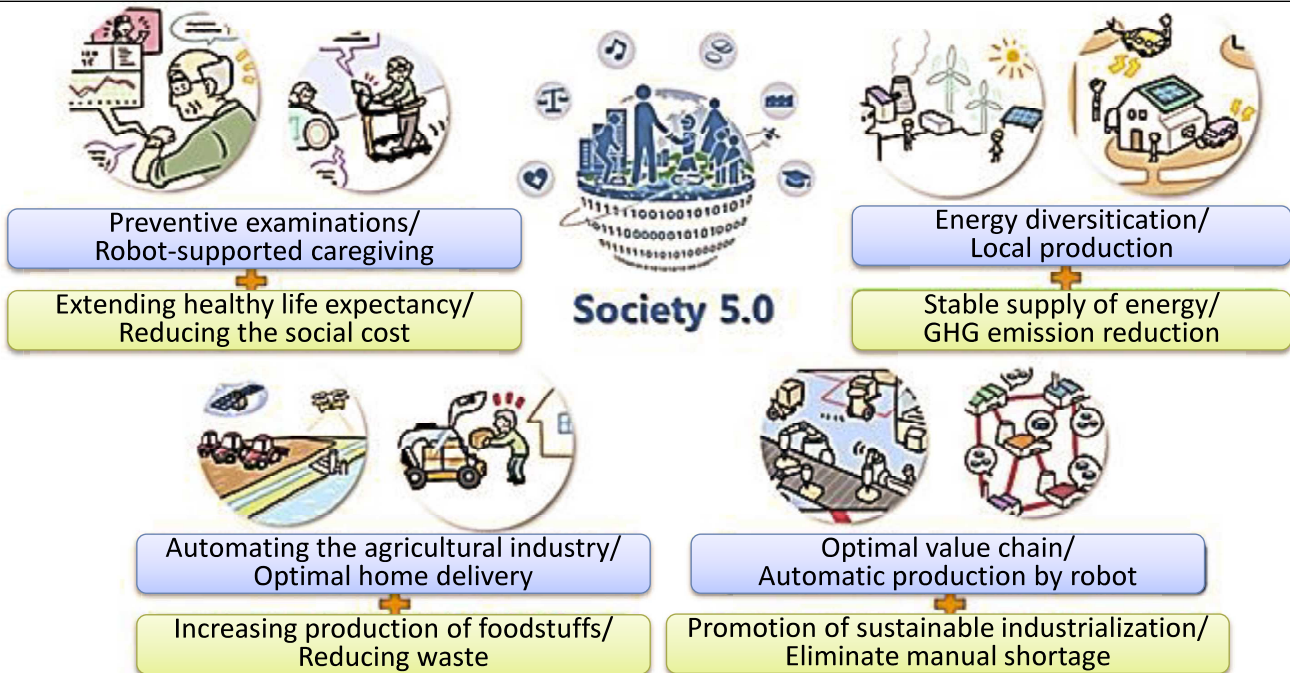 Preventive examinations/
Robot-supported caregiving
Extending healthy life expectancy/
Reducing the social cost
Society 5.0
Energy diversitication/
Local production
Stable supply of energy/
GHG emission reduction
Automating the agricultural industry/
Optimal home delivery
Increasing production of foodstuffs/
Reducing waste
Optimal value chain/
Automatic production by robot
Promotion of sustainable industrialization/
Eliminate manual shortage